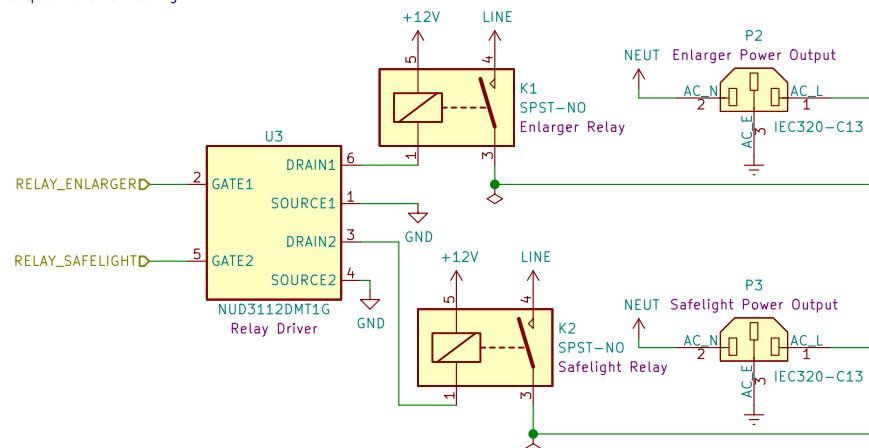 +12V
LINE
5
4
K1
SPST-NO
Enlarger Relay
1
3
P2
Enlarger Power Output
NEUT
AC_N
2
AC_L
1
AC_E
3
IEC320-C13
U3
DRAIN1
6
RELAY_ENLARGER
2
GATE1
SOURCE1
1
GND
DRAIN2
3
RELAY_SAFELIGHT
5
GATE2
SOURCE2
4
GND
NUD3112DMT1G
Relay Driver
+12V
LINE
5
4
K2
SPST-NO
Safelight Relay
1
3
P3
Safelight Power Output
NEUT
AC_N
2
AC_L
1
AC_E
3
IEC320-C13